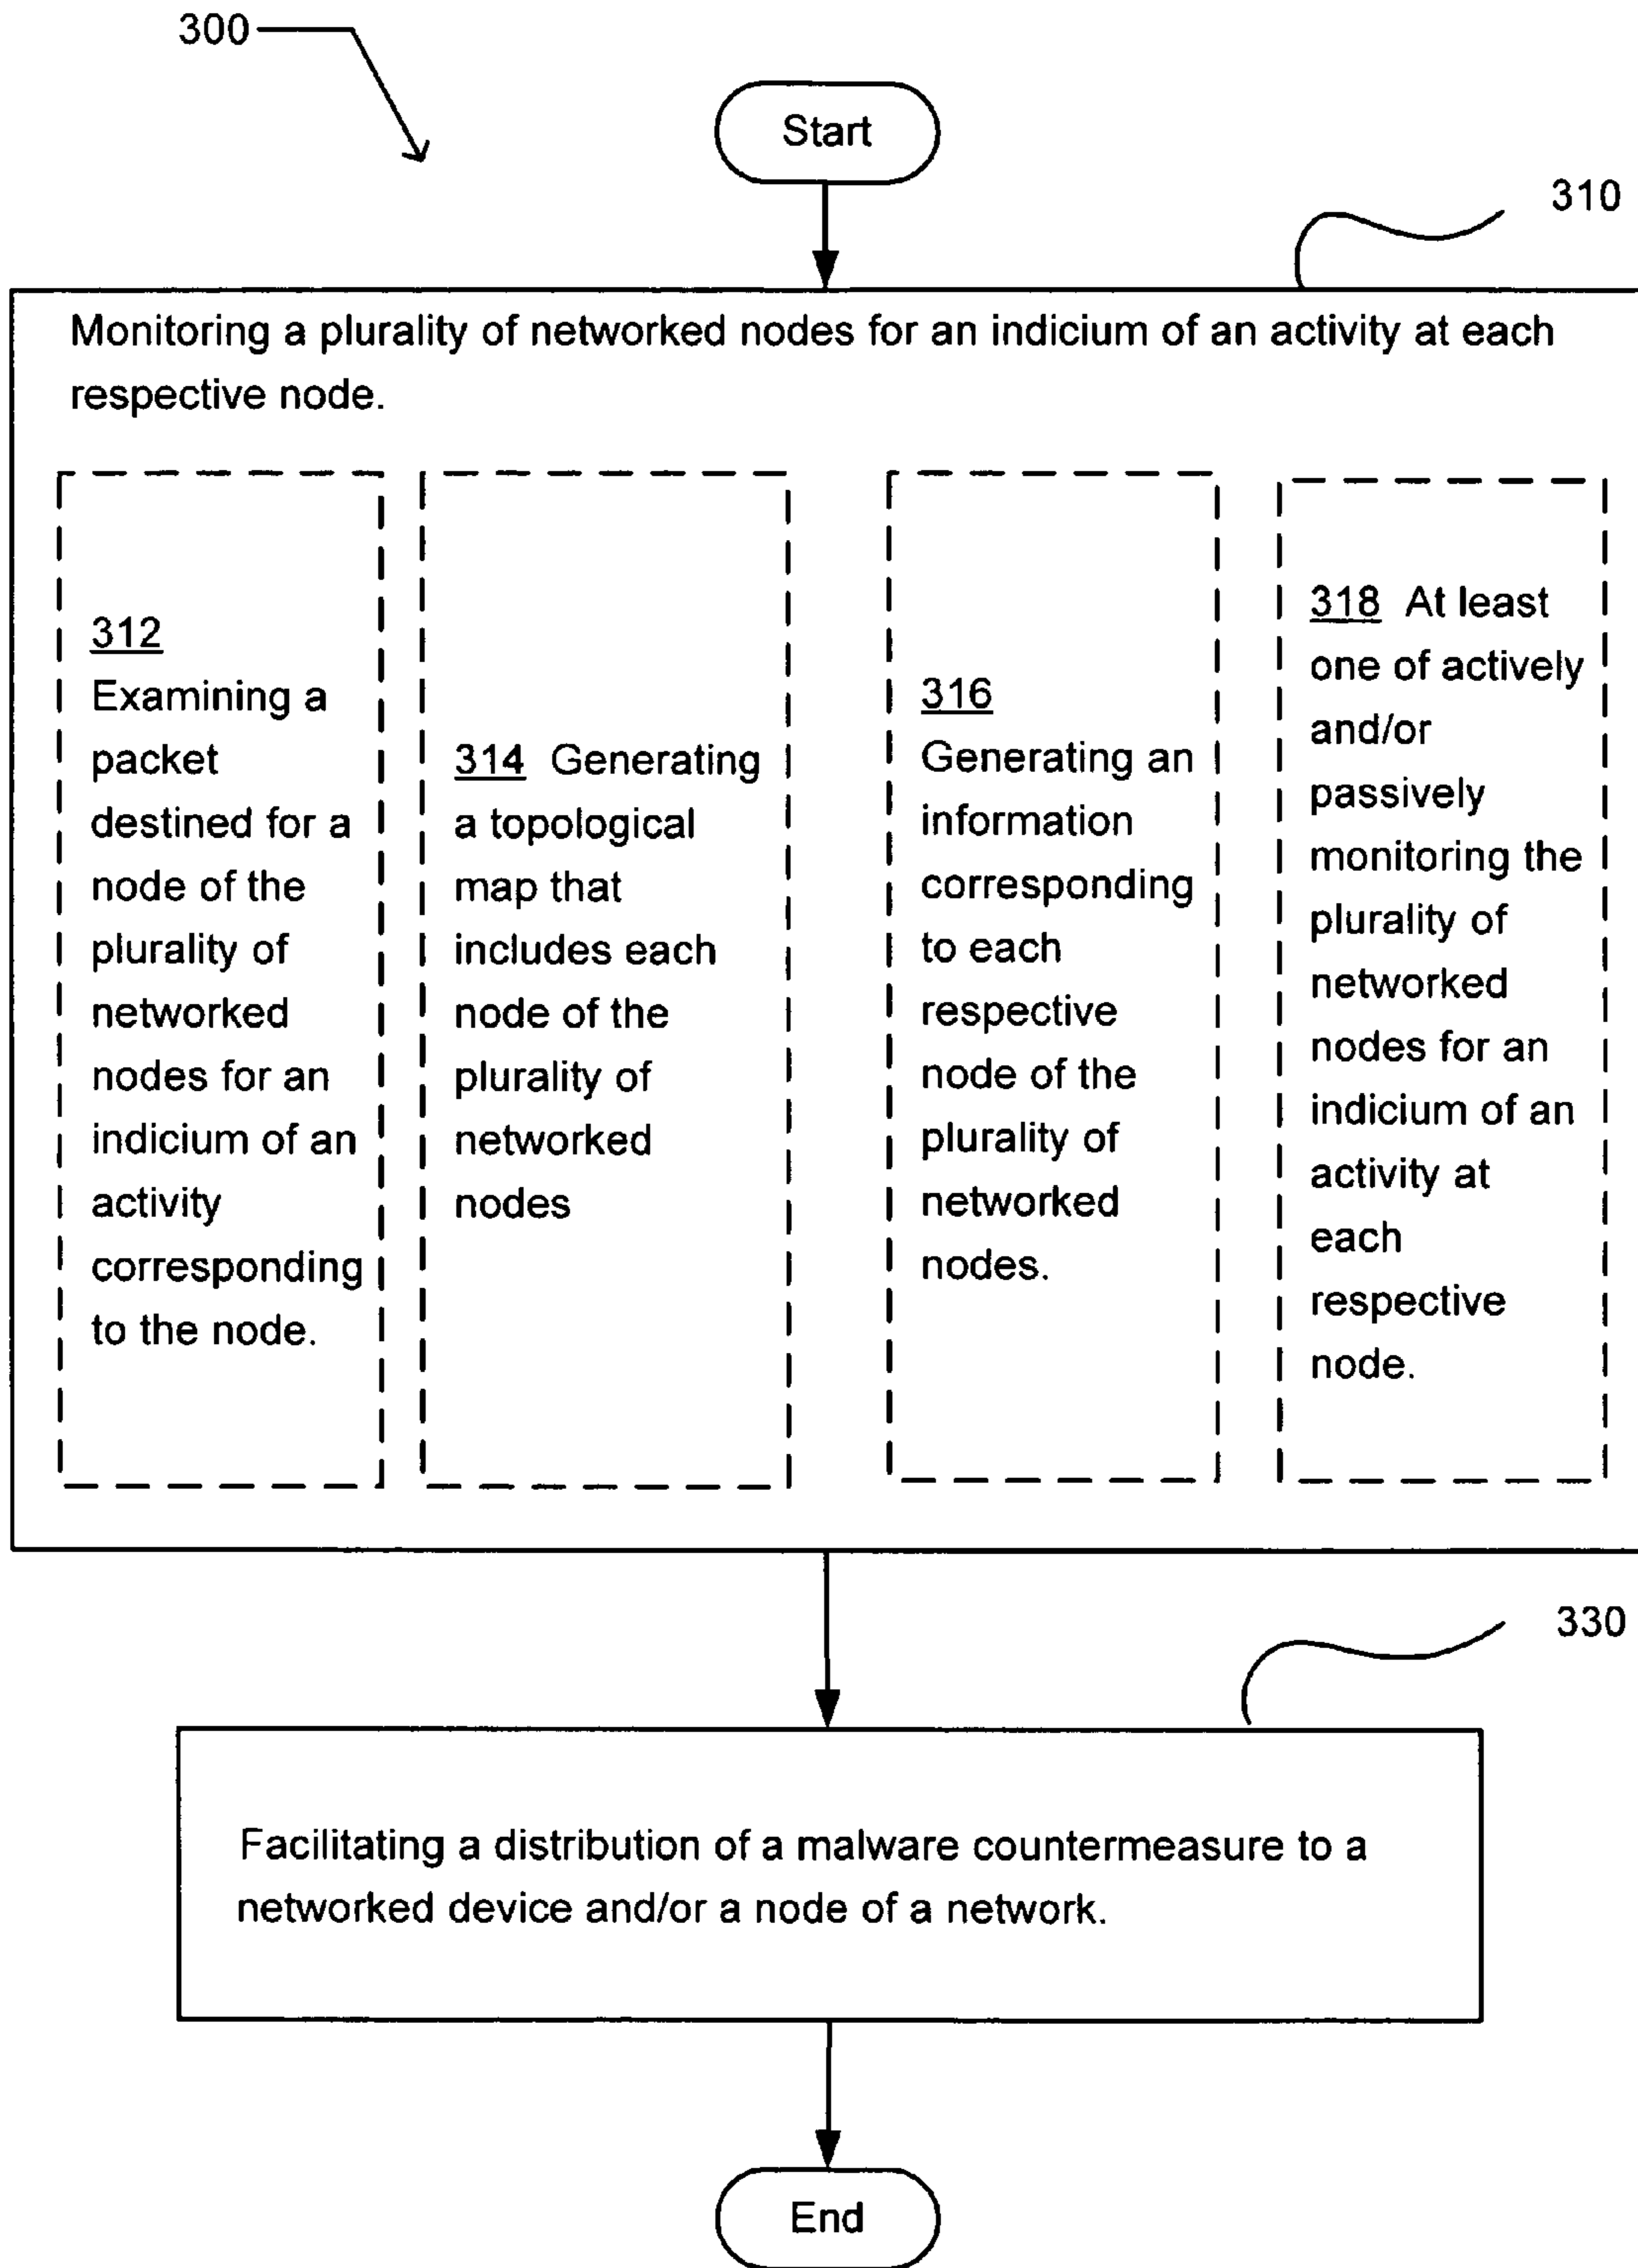 300
Start
310
Monitoring a plurality of networked nodes for an indicium of an activity at each
respective node.
312
Examining a
packet
destined for a
node of the
plurality of
networked
nodes for an
indicium of an
activity
corresponding
to the node.
314 Generating
a topological
map that
includes each
node of the
plurality of
networked
nodes
316
Generating an
information
corresponding
to each
respective
node of the
plurality of
networked
nodes.
318 At least
one of actively
and/or
passively
monitoring the
plurality of
networked
nodes for an
indicium of an
activity at
each
respective
node.
330
Facilitating a distribution of a malware countermeasure to a
networked device and/or a node of a network.
End